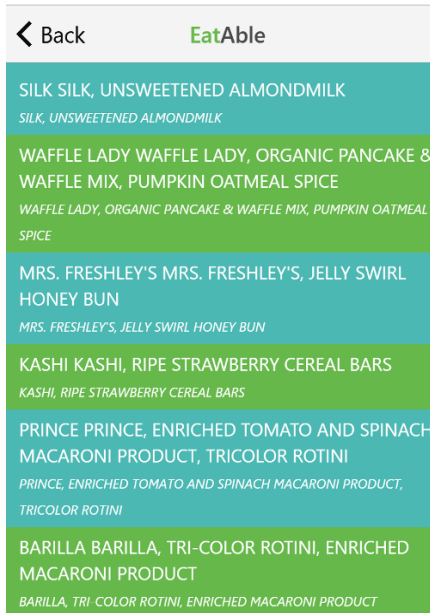 Back
EatAble
SILK SILK, UNSWEETENED ALMONDMILK
SILK, UNSWEETENED ALMONDMILK
WAFFLE LADY WAFFLE LADY, ORGANIC PANCAKE &
WAFFLE MIX, PUMPKIN OATMEAL SPICE
WAFFLE LADY, ORGANIC PANCAKE & WAFFLE MIX, PUMPKIN OATMEAL
SPICE
MRS. FRESHLEY'S MRS. FRESHLEY'S, JELLY SWIRL
HONEY BUN
MRS. FRESHLEY'S, JELLY SWIRL HONEY BUN
KASHI KASHI, RIPE STRAWBERRY CEREAL BARS
KASHI, RIPE STRAWBERRY CEREAL BARS
PRINCE PRINCE, ENRICHED TOMATO AND SPINACH
MACARONI PRODUCT, TRICOLOR ROTINI
PRINCE, ENRICHED TOMATO AND SPINACH MACARONI PRODUCT,
TRICOLOR ROTINI
BARILLA BARILLA, TRI-COLOR ROTINI, ENRICHED
MACARONI PRODUCT
BARILLA, TRI-COLOR ROTINI, ENRICHED MACARONI PRODUCT